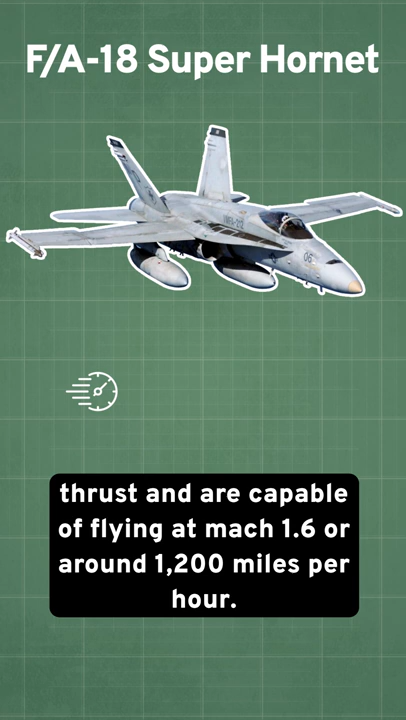 F/A-18 Super Hornet
06
thrust and are capable
of flying at mach 1.6 or
around 1,200 miles per
hour.